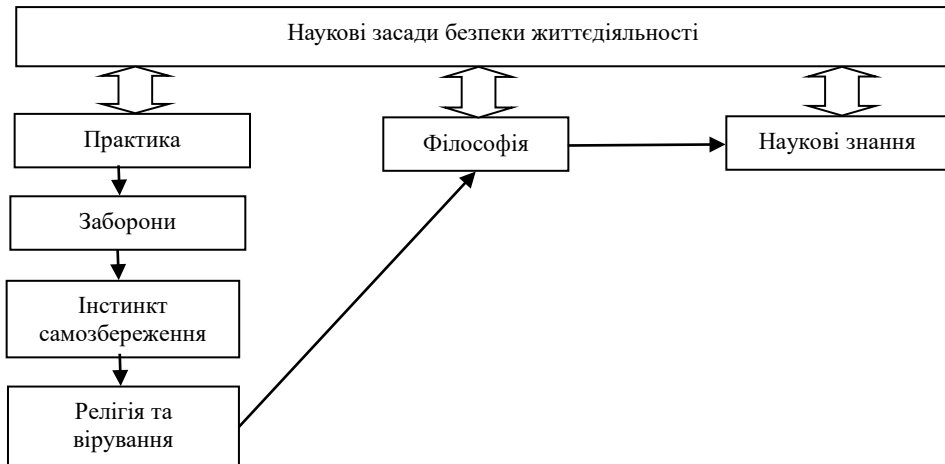 Наукові засади безпеки життєдіяльності
Практика
Філософія
Наукові знання
Заборони
Інстинкт
самозбереження
Релігія та
вірування